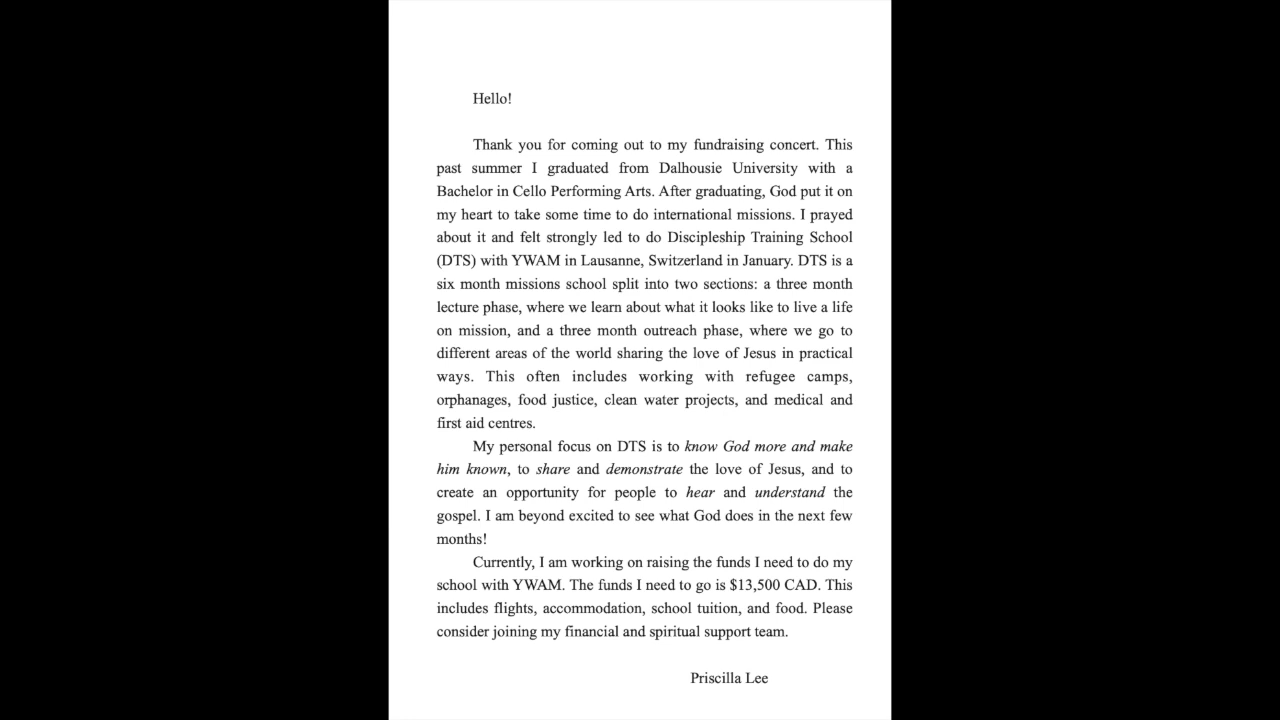 Hello!
Thank you for coming out to my fundraising concert. This
past summer I graduated from Dalhousie University with a
Bachelor in Cello Performing Arts. After graduating, God put it on
my heart to take some time to do international missions. I prayed
about it and felt strongly led to do Discipleship Training School
(DTS) with YWAM in Lausanne, Switzerland in January. DTS is a
six month missions school split into two sections: a three month
lecture phase, where we learn about what it looks like to live a life
on mission, and a three month outreach phase, where we go to
different areas of the world sharing the love of Jesus in practical
ways. This often includes working with refugee camps,
orphanages, food justice, clean water projects, and medical and
first aid centres.
My personal focus on DTS is to know God more and make
him known, to share and demonstrate the love of Jesus, and to
create an opportunity for people to hear and understand the
gospel. I am beyond excited to see what God does in the next few
months!
Currently, I am working on raising the funds I need to do my
school with YWAM. The funds I need to go is $13,500 CAD. This
includes flights, accommodation, school tuition, and food. Please
consider joining my financial and spiritual support team.
Priscilla Lee